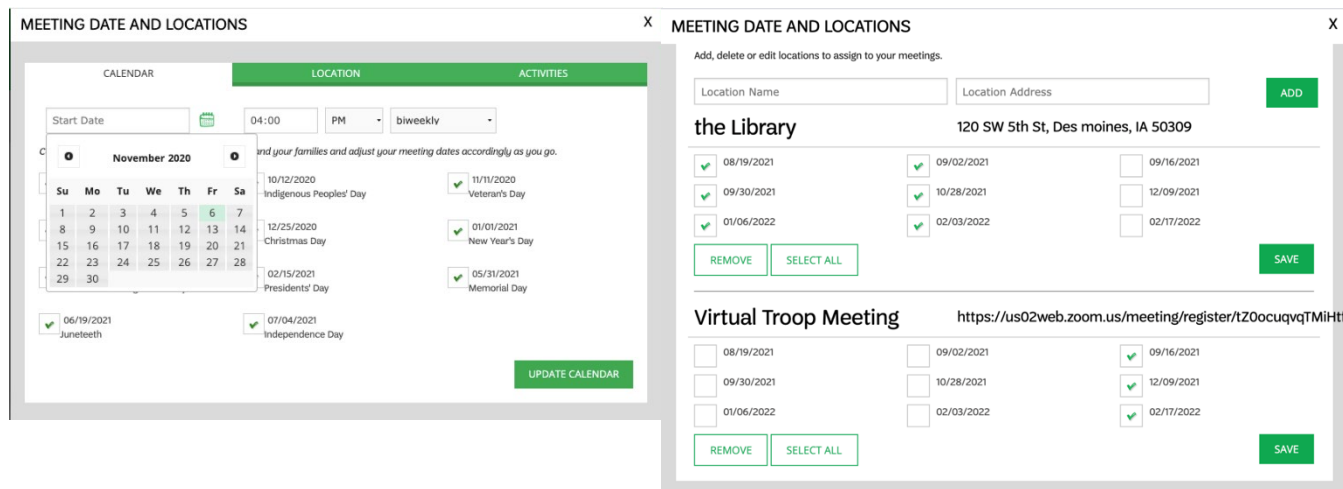 MEETING DATE AND LOCATIONS X
CALENDAR LOCATION ACTIVITIES
Start Date 04:00 PM biweekly
and your families and adjust your meeting dates accordingly as you go.
November 2020
Su Mo Tu We Th Fr Sa
1 2 3 4 5 6 7
8 9 10 11 12 13 14
15 16 17 18 19 20 21
22 23 24 25 26 27 28
29 30
10/12/2020 11/11/2020
Indigenous Peoples' Day Veteran's Day
12/25/2020 01/01/2021
Christmas Day New Year's Day
02/15/2021 05/31/2021
Presidents' Day Memorial Day
06/19/2021 07/04/2021
Juneteeth Independence Day
UPDATE CALENDAR
MEETING DATE AND LOCATIONS X
Add, delete or edit locations to assign to your meetings.
Location Name Location Address ADD
the Library 120 SW 5th St, Des moines, IA 50309
08/19/2021 09/02/2021 09/16/2021
09/30/2021 10/28/2021 12/09/2021
01/06/2022 02/03/2022 02/17/2022
REMOVE SELECT ALL SAVE
Virtual Troop Meeting https://us02web.zoom.us/meeting/register/tZ0ocuqvqTMiHt
08/19/2021 09/02/2021 09/16/2021
09/30/2021 10/28/2021 12/09/2021
01/06/2022 02/03/2022 02/17/2022
REMOVE SELECT ALL SAVE